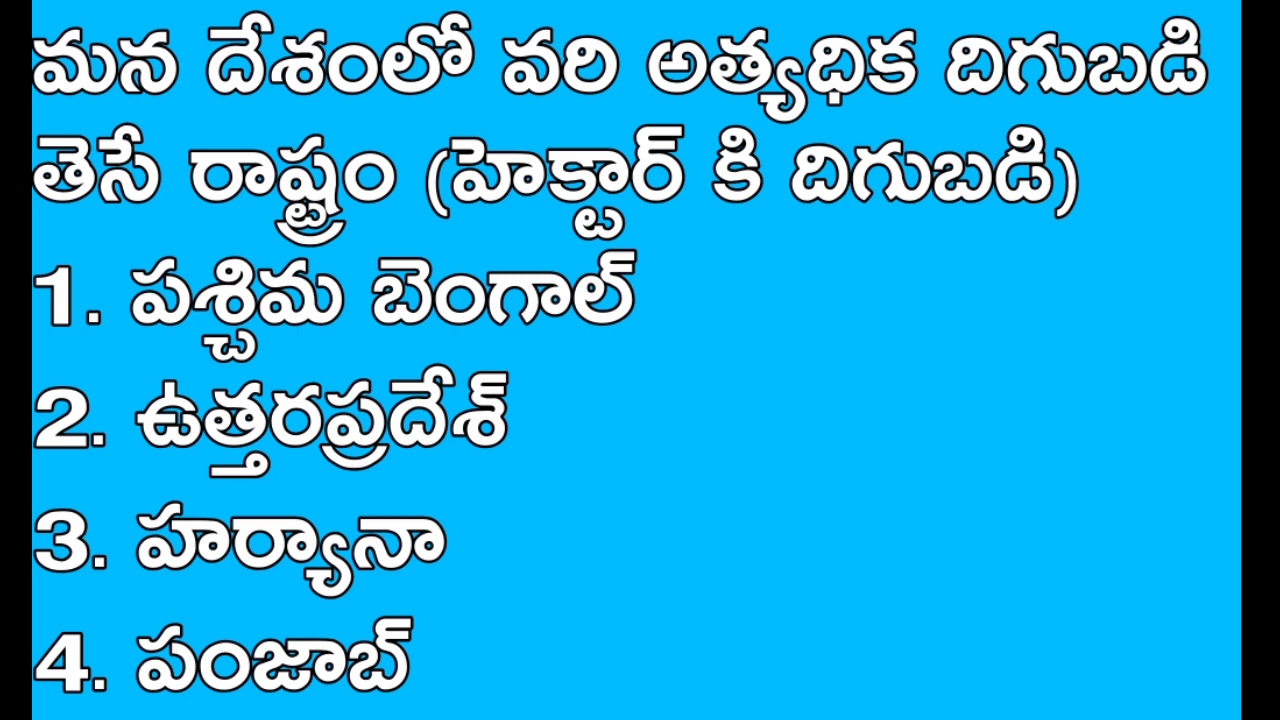 మన దేశంలో వరి అత్యధిక దిగుబడి
తెసే రాష్ట్రం (హెక్టార్ కి దిగుబడి)
1. పశ్చిమ బెంగాల్
2. ఉత్తరప్రదేశ్
3. హర్యానా
4. పంజాబ్